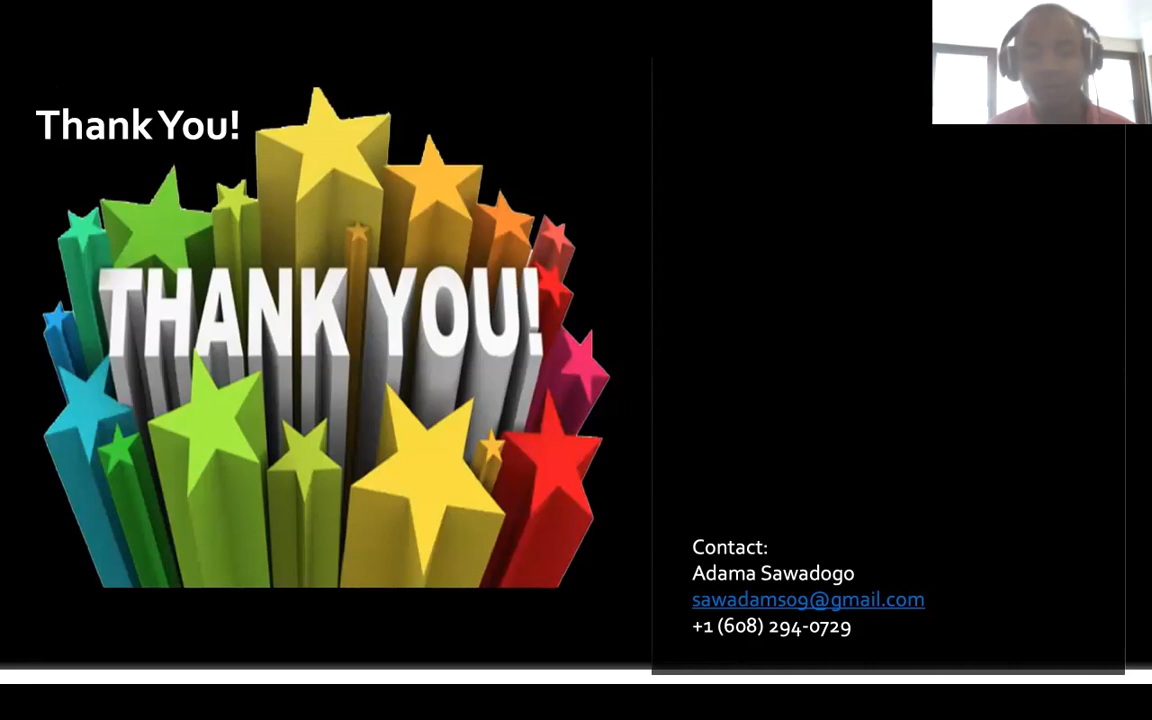 Thank You!
THANK YOU!
Contact:
Adama Sawadogo
sawadams09@gmail.com
+1 (608) 294-0729